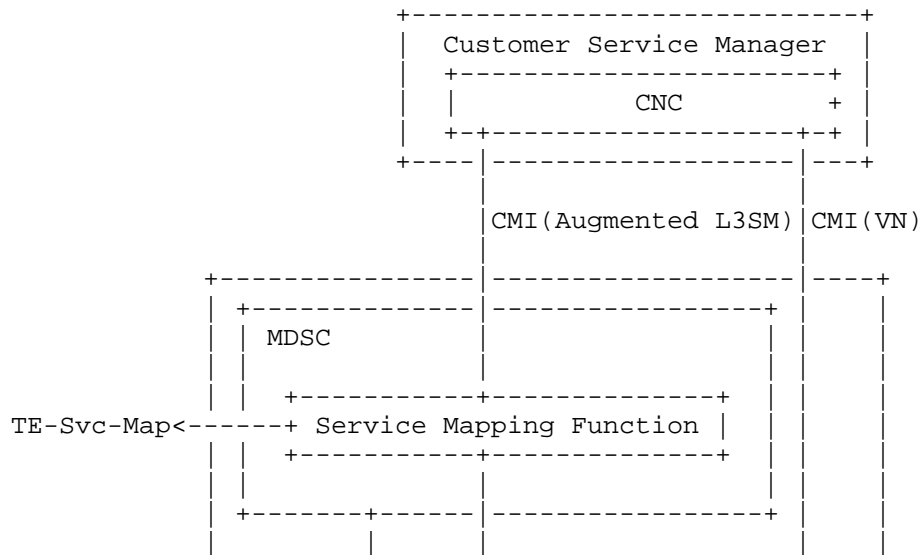 Customer Service Manager
CNC
CMI(Augmented L3SM) CMI(VN)
MDSC
TE-Svc-Map< Service Mapping Function